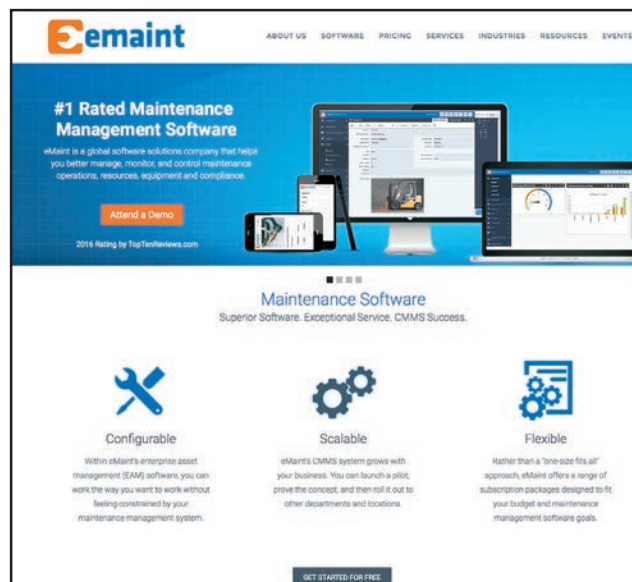 emaint
ABOUT US SOFTWARE PRICING SERVICES INDUSTRIES RESOURCES EVENTS
#1 Rated Maintenance
Management Software
eMaint is a global software solutions company that helps
you better manage, monitor, and control maintenance
operations, resources, equipment and compliance.
Attend a Demo
2016 Rating by TopTenReviews.com
Maintenance Software
Superior Software. Exceptional Service. CMMS Success.
Configurable
Within eMaint's enterprise asset
management (EAM) software, you can
work the way you want to work without
feeling constrained by your
maintenance management system.
Scalable
eMaint's CMMS system grows with
your business. You can launch a pilot,
prove the concept, and then roll it out to
other departments and locations.
Flexible
Rather than a "one-size fits all"
approach, eMaint offers a range of
subscription packages designed to fit
your budget and maintenance
management software goals.
GET STARTED FOR FREE